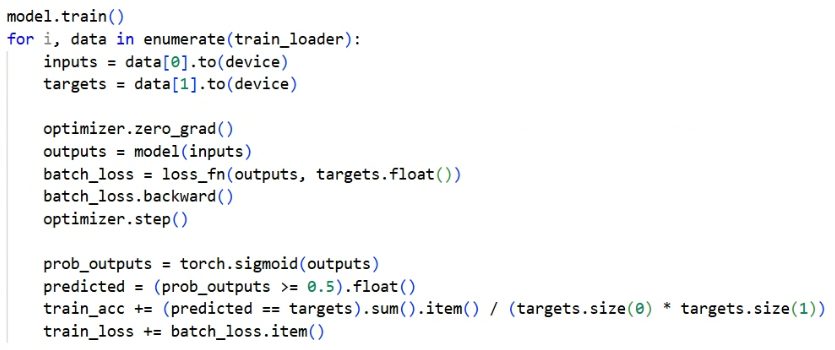 model.train()
for i, data in enumerate(train_loader):
    inputs = data[0].to(device)
    targets = data[1].to(device)

    optimizer.zero_grad()
    outputs = model(inputs)
    batch_loss = loss_fn(outputs, targets.float())
    batch_loss.backward()
    optimizer.step()

    prob_outputs = torch.sigmoid(outputs)
    predicted = (prob_outputs >= 0.5).float()
    train_acc += (predicted == targets).sum().item() / (targets.size(0) * targets.size(1))
    train_loss += batch_loss.item()